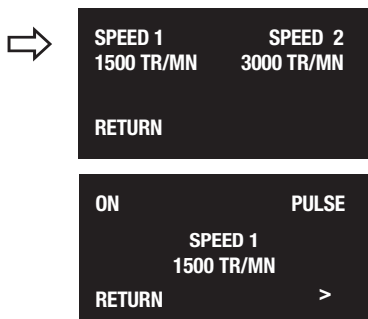 SPEED 1 SPEED 2
1500 TR/MN 3000 TR/MN
RETURN
ON PULSE
SPEED 1
1500 TR/MN
RETURN >